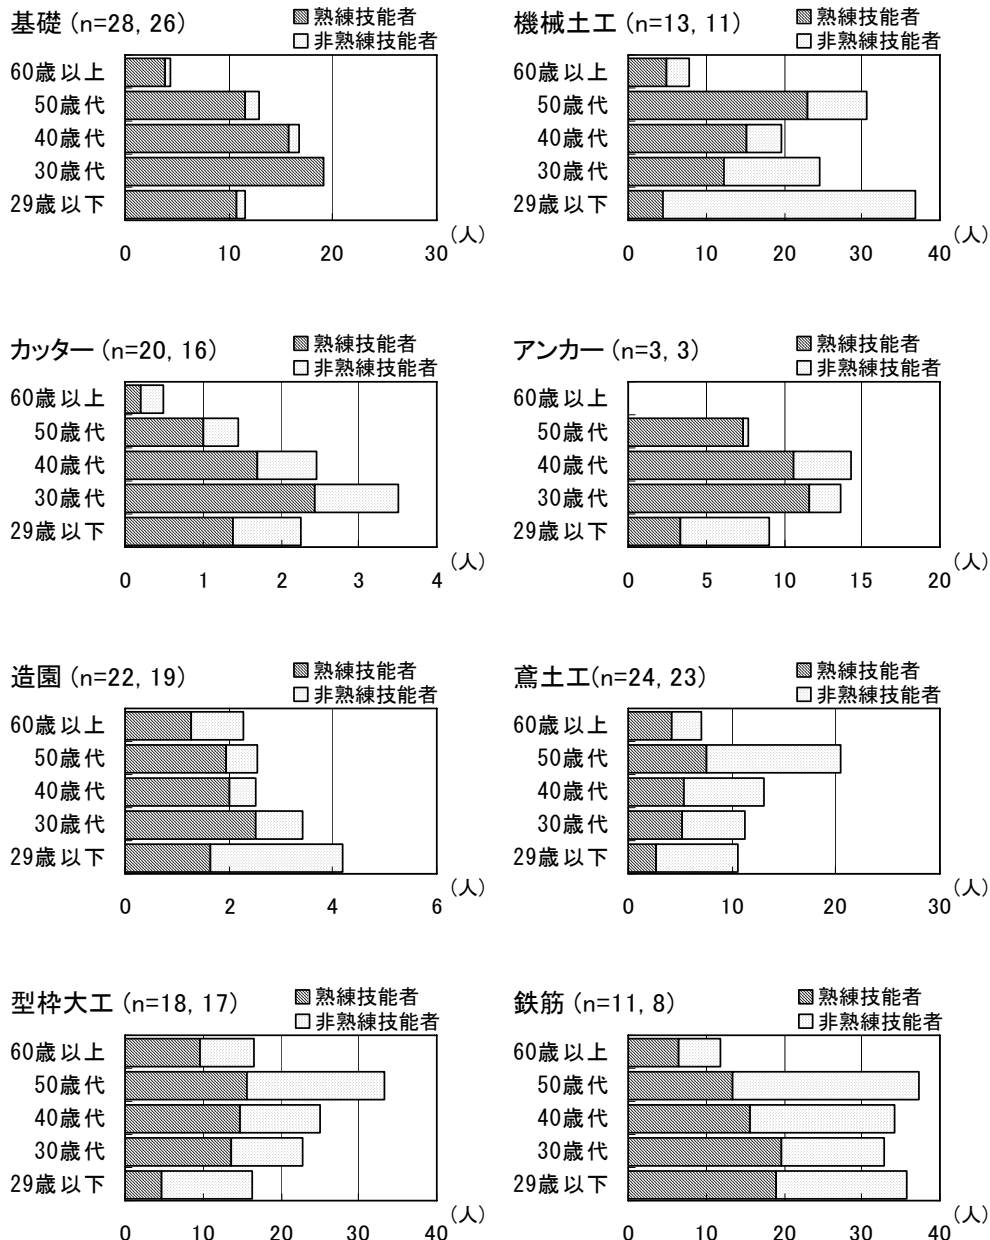 基礎 (n=28, 26)
熟練技能者
非熟練技能者
60歳以上
50歳代
40歳代
30歳代
29歳以下
(人)
0 10 20 30
機械土工 (n=13, 11)
熟練技能者
非熟練技能者
60歳以上
50歳代
40歳代
30歳代
29歳以下
(人)
0 10 20 30 40
カッター (n=20, 16)
熟練技能者
非熟練技能者
60歳以上
50歳代
40歳代
30歳代
29歳以下
(人)
0 1 2 3 4
アンカー (n=3, 3)
熟練技能者
非熟練技能者
60歳以上
50歳代
40歳代
30歳代
29歳以下
(人)
0 5 10 15 20
造園 (n=22, 19)
熟練技能者
非熟練技能者
60歳以上
50歳代
40歳代
30歳代
29歳以下
(人)
0 2 4 6
鳶土工(n=24, 23)
熟練技能者
非熟練技能者
60歳以上
50歳代
40歳代
30歳代
29歳以下
(人)
0 10 20 30
型枠大工 (n=18, 17)
熟練技能者
非熟練技能者
60歳以上
50歳代
40歳代
30歳代
29歳以下
(人)
0 10 20 30 40
鉄筋 (n=11, 8)
熟練技能者
非熟練技能者
60歳以上
50歳代
40歳代
30歳代
29歳以下
(人)
0 10 20 30 40